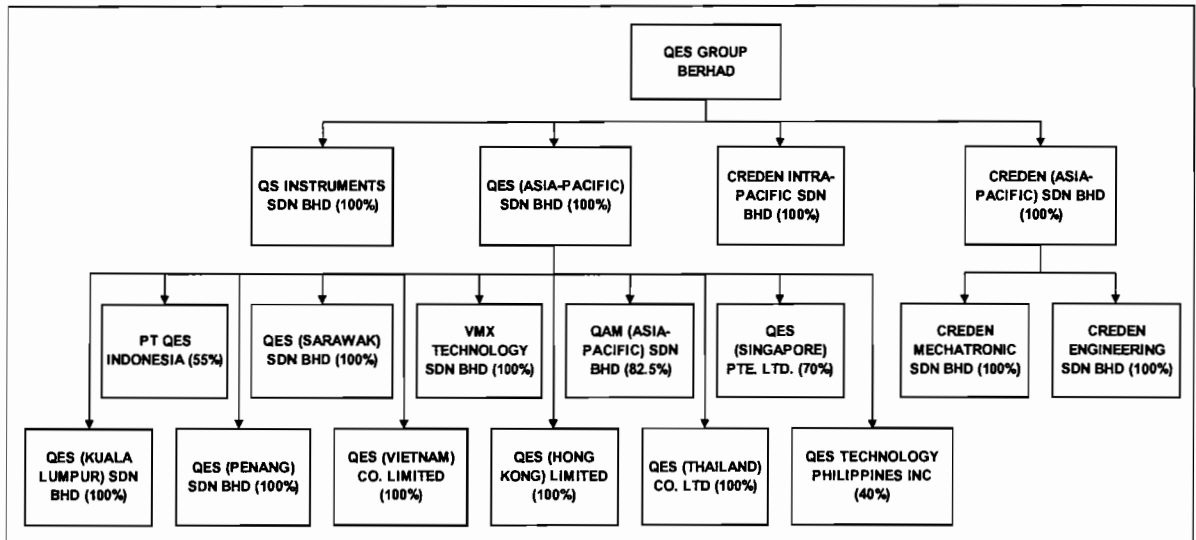 QES GROUP
BERHAD
QS INSTRUMENTS
SDN BHD (100%)
QES (ASIA-PACIFIC)
SDN BHD (100%)
CREDEN INTRA-
PACIFIC SDN
BHD (100%)
CREDEN (ASIA-
PACIFIC) SDN BHD
(100%)
PT QES
INDONESIA (55%)
QES (SARAWAK)
SDN BHD (100%)
VMX
TECHNOLOGY
SDN BHD (100%)
QAM (ASIA-
PACIFIC) SDN
BHD (82.5%)
QES
(SINGAPORE)
PTE. LTD. (70%)
CREDEN
MECHATRONIC
SDN BHD (100%)
CREDEN
ENGINEERING
SDN BHD (100%)
QES (KUALA
LUMPUR) SDN
BHD (100%)
QES (PENANG)
SDN BHD (100%)
QES (VIETNAM)
CO. LIMITED
(100%)
QES (HONG
KONG) LIMITED
(100%)
QES (THAILAND)
CO. LTD (100%)
QES TECHNOLOGY
PHILIPPINES INC
(40%)